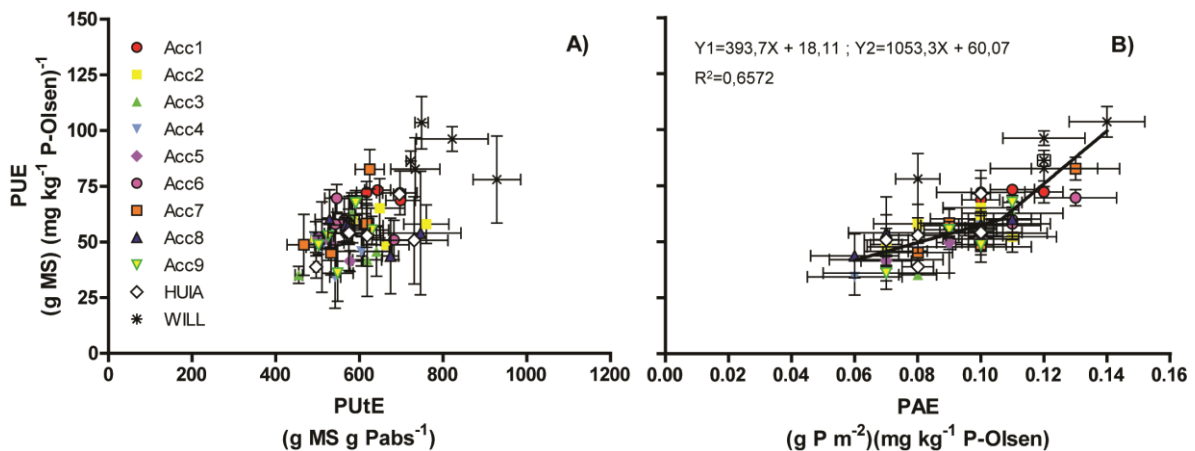 PUE
(g MS) (mg kg⁻¹ P-Olsen)⁻¹
150
125
100
75
50
25
0
A)
Acc1
Acc2
Acc3
Acc4
Acc5
Acc6
Acc7
Acc8
Acc9
HUIA
WILL
0 200 400 600 800 1000 1200
PUtE
(g MS g Pabs⁻¹)
B)
Y1=393,7X + 18,11 ; Y2=1053,3X + 60,07
R²=0,6572
0.00 0.02 0.04 0.06 0.08 0.10 0.12 0.14 0.16
PAE
(g P m⁻²)(mg kg⁻¹ P-Olsen)